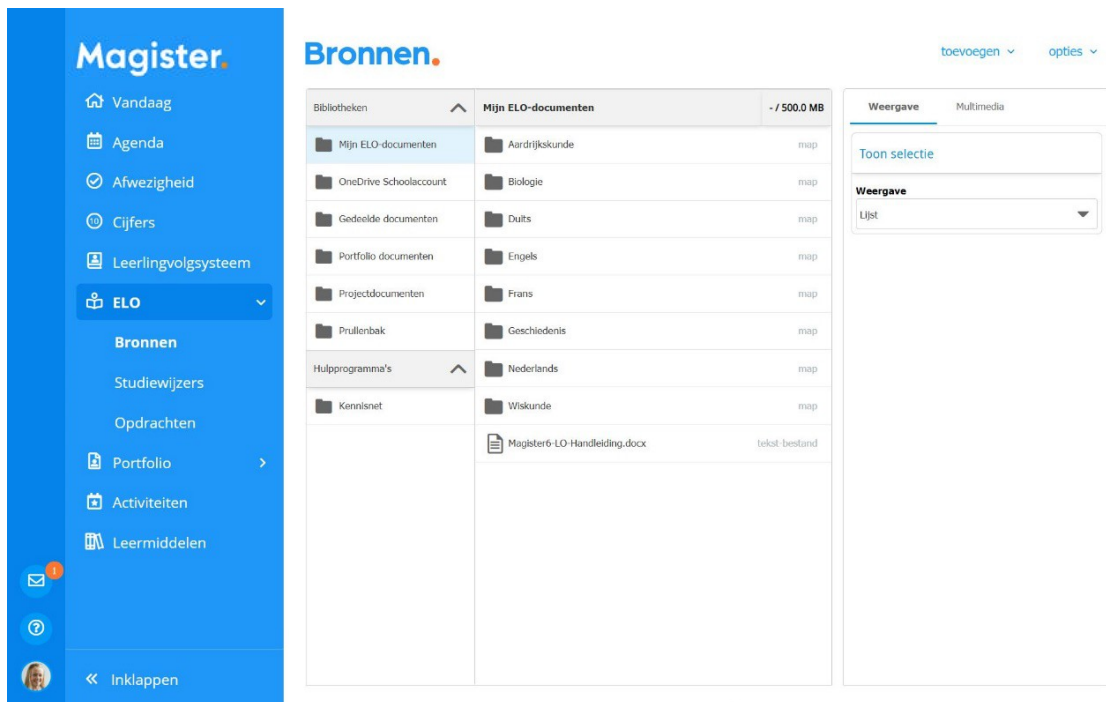 Magister.
Vandaag
Agenda
Afwezigheid
10 Cijfers
Leerlingvolgsysteem
ELO
Bronnen
Studiewijzers
Opdrachten
Portfolio
Activiteiten
Leermiddelen
1
Inklappen
Bronnen.
toevoegen
opties
Bibliotheken
Mijn ELO-documenten
OneDrive Schoolaccount
Gedeelde documenten
Portfolio documenten
Projectdocumenten
Prullenbak
Hulpprogramma's
Kennisnet
Mijn ELO-documenten - / 500.0 MB
Aardrijkskunde map
Biologie map
Duits map
Engels map
Frans map
Geschiedenis map
Nederlands map
Wiskunde map
Magister6-LO-Handleiding.docx tekst-bestand
Weergave Multimedia
Toon selectie
Weergave
Lijst